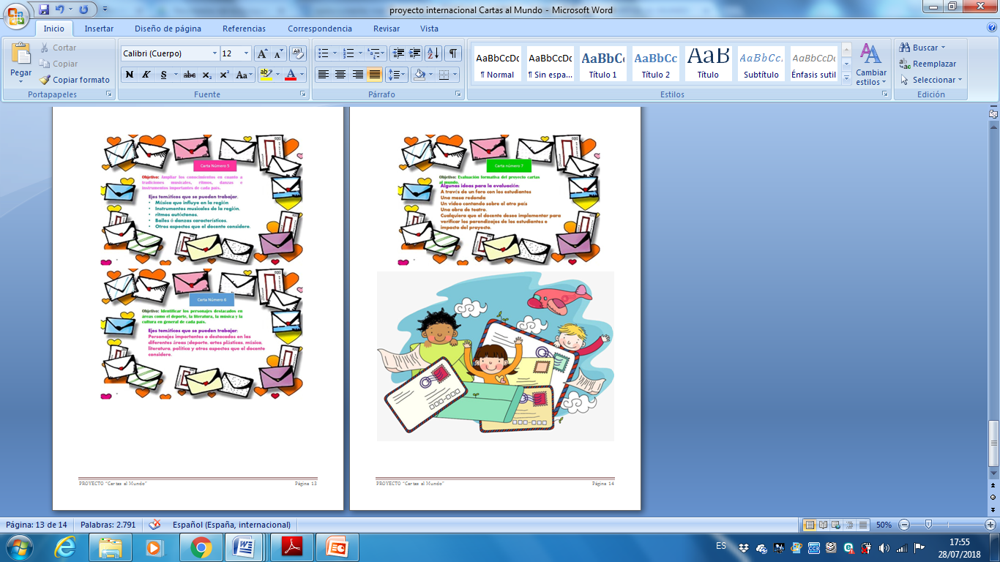 proyecto internacional Cartas al Mundo - Microsoft Word
Inicio
Insertar
Diseño de página
Referencias
Correspondencia
Revisar
Vista
Pegar
Cortar
Copiar
Copiar formato
Portapapeles
Calibri (Cuerpo)
12
N K S abc x₂ x² Aa
Fuente
Párrafo
AaBbCcDc
¶ Normal
AaBbCcDc
¶ Sin espa...
AaBbCc
Título 1
AaBbCc
Título 2
AaB
Título
AaBbCc.
Subtítulo
AaBbCcDc
Énfasis sutil
Cambiar estilos
Estilos
Buscar
Reemplazar
Seleccionar
Edición
Carta Número 5
Objetivo: Ampliar los conocimientos en cuanto a
tradiciones musicales, ritmos, danzas e
instrumentos importantes de cada país.
Ejes temáticos que se pueden trabajar.
• Música que influye en la región
• Instrumentos musicales de la región.
• ritmos autóctonos.
• Bailes ó danzas características.
• Otros aspectos que el docente considere.
Carta Número 6
Objetivo: Identificar los personajes destacados en
áreas como el deporte, la literatura, la música y la
cultura en general de cada país.
Ejes temáticos que se pueden trabajar:
Personajes importantes o destacados en las
diferentes áreas (deporte, artes plásticas, música,
literatura, política y otros aspectos que el docente
considere.
PROYECTO "Cartas al Mundo"
Página 13
Carta número 7
Objetivo: Evaluación formativa del proyecto cartas
al mundo.
Algunas ideas para la evaluación:
A través de un foro con los estudiantes
Una mesa redonda
Un video contando sobre el otro país
Una obra de teatro.
Cualquiera que el docente desee implementar para
verificar los parendizajes de los estudiantes e
impacto del proyecto.
PROYECTO "Cartas al Mundo"
Página 14
Página: 13 de 14
Palabras: 2.791
Español (España, internacional)
50%
ES
17:55
28/07/2018